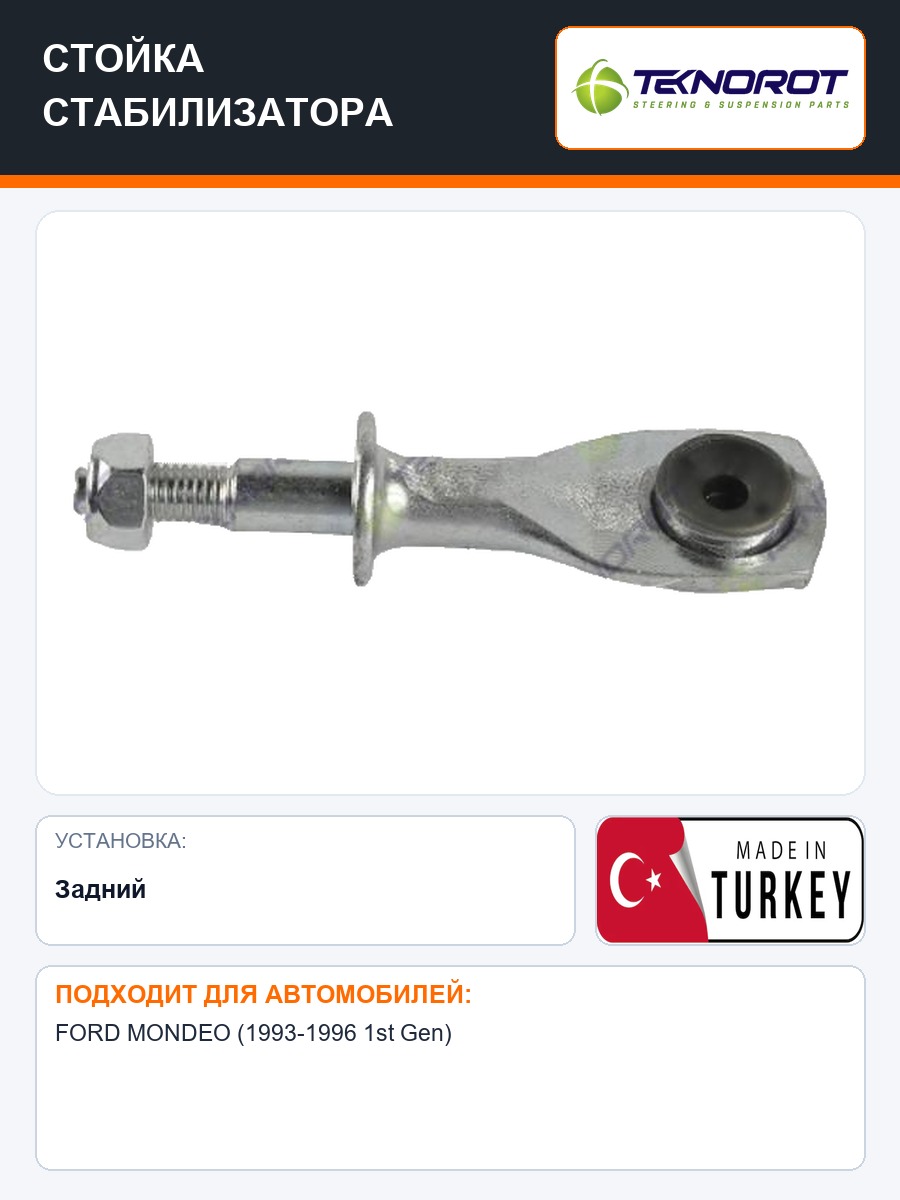 СТОЙКА
СТАБИЛИЗАТОРА
TEKNOROT
STEERING & SUSPENSION PARTS
УСТАНОВКА:
Задний
MADE IN
TURKEY
ПОДХОДИТ ДЛЯ АВТОМОБИЛЕЙ:
FORD MONDEO (1993-1996 1st Gen)